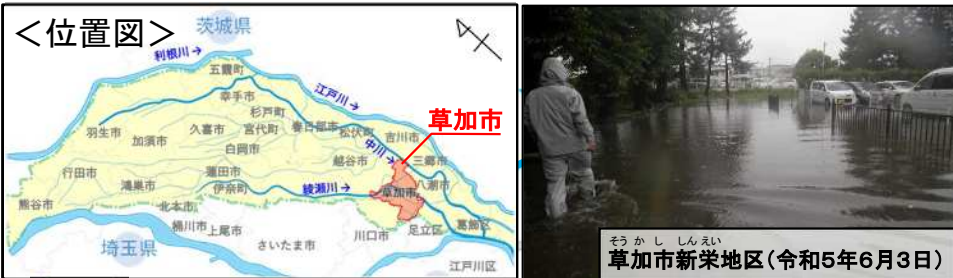 <位置図>
茨城県
利根川→
五霞町
江戸川→
幸手市
杉戸町
羽生市
加須市
久喜市
宮代町
春日部市
松伏町
吉川市
草加市
白岡市
中川→
越谷市
三郷市
行田市
蓮田市
鴻巣市
伊奈町
綾瀬川→
草加市
八潮市
熊谷市
北本市
桶川市
上尾市
川口市
足立区
葛飾区
埼玉県
さいたま市
江戸川区
そうかししんえい
草加市新栄地区(令和5年6月3日)